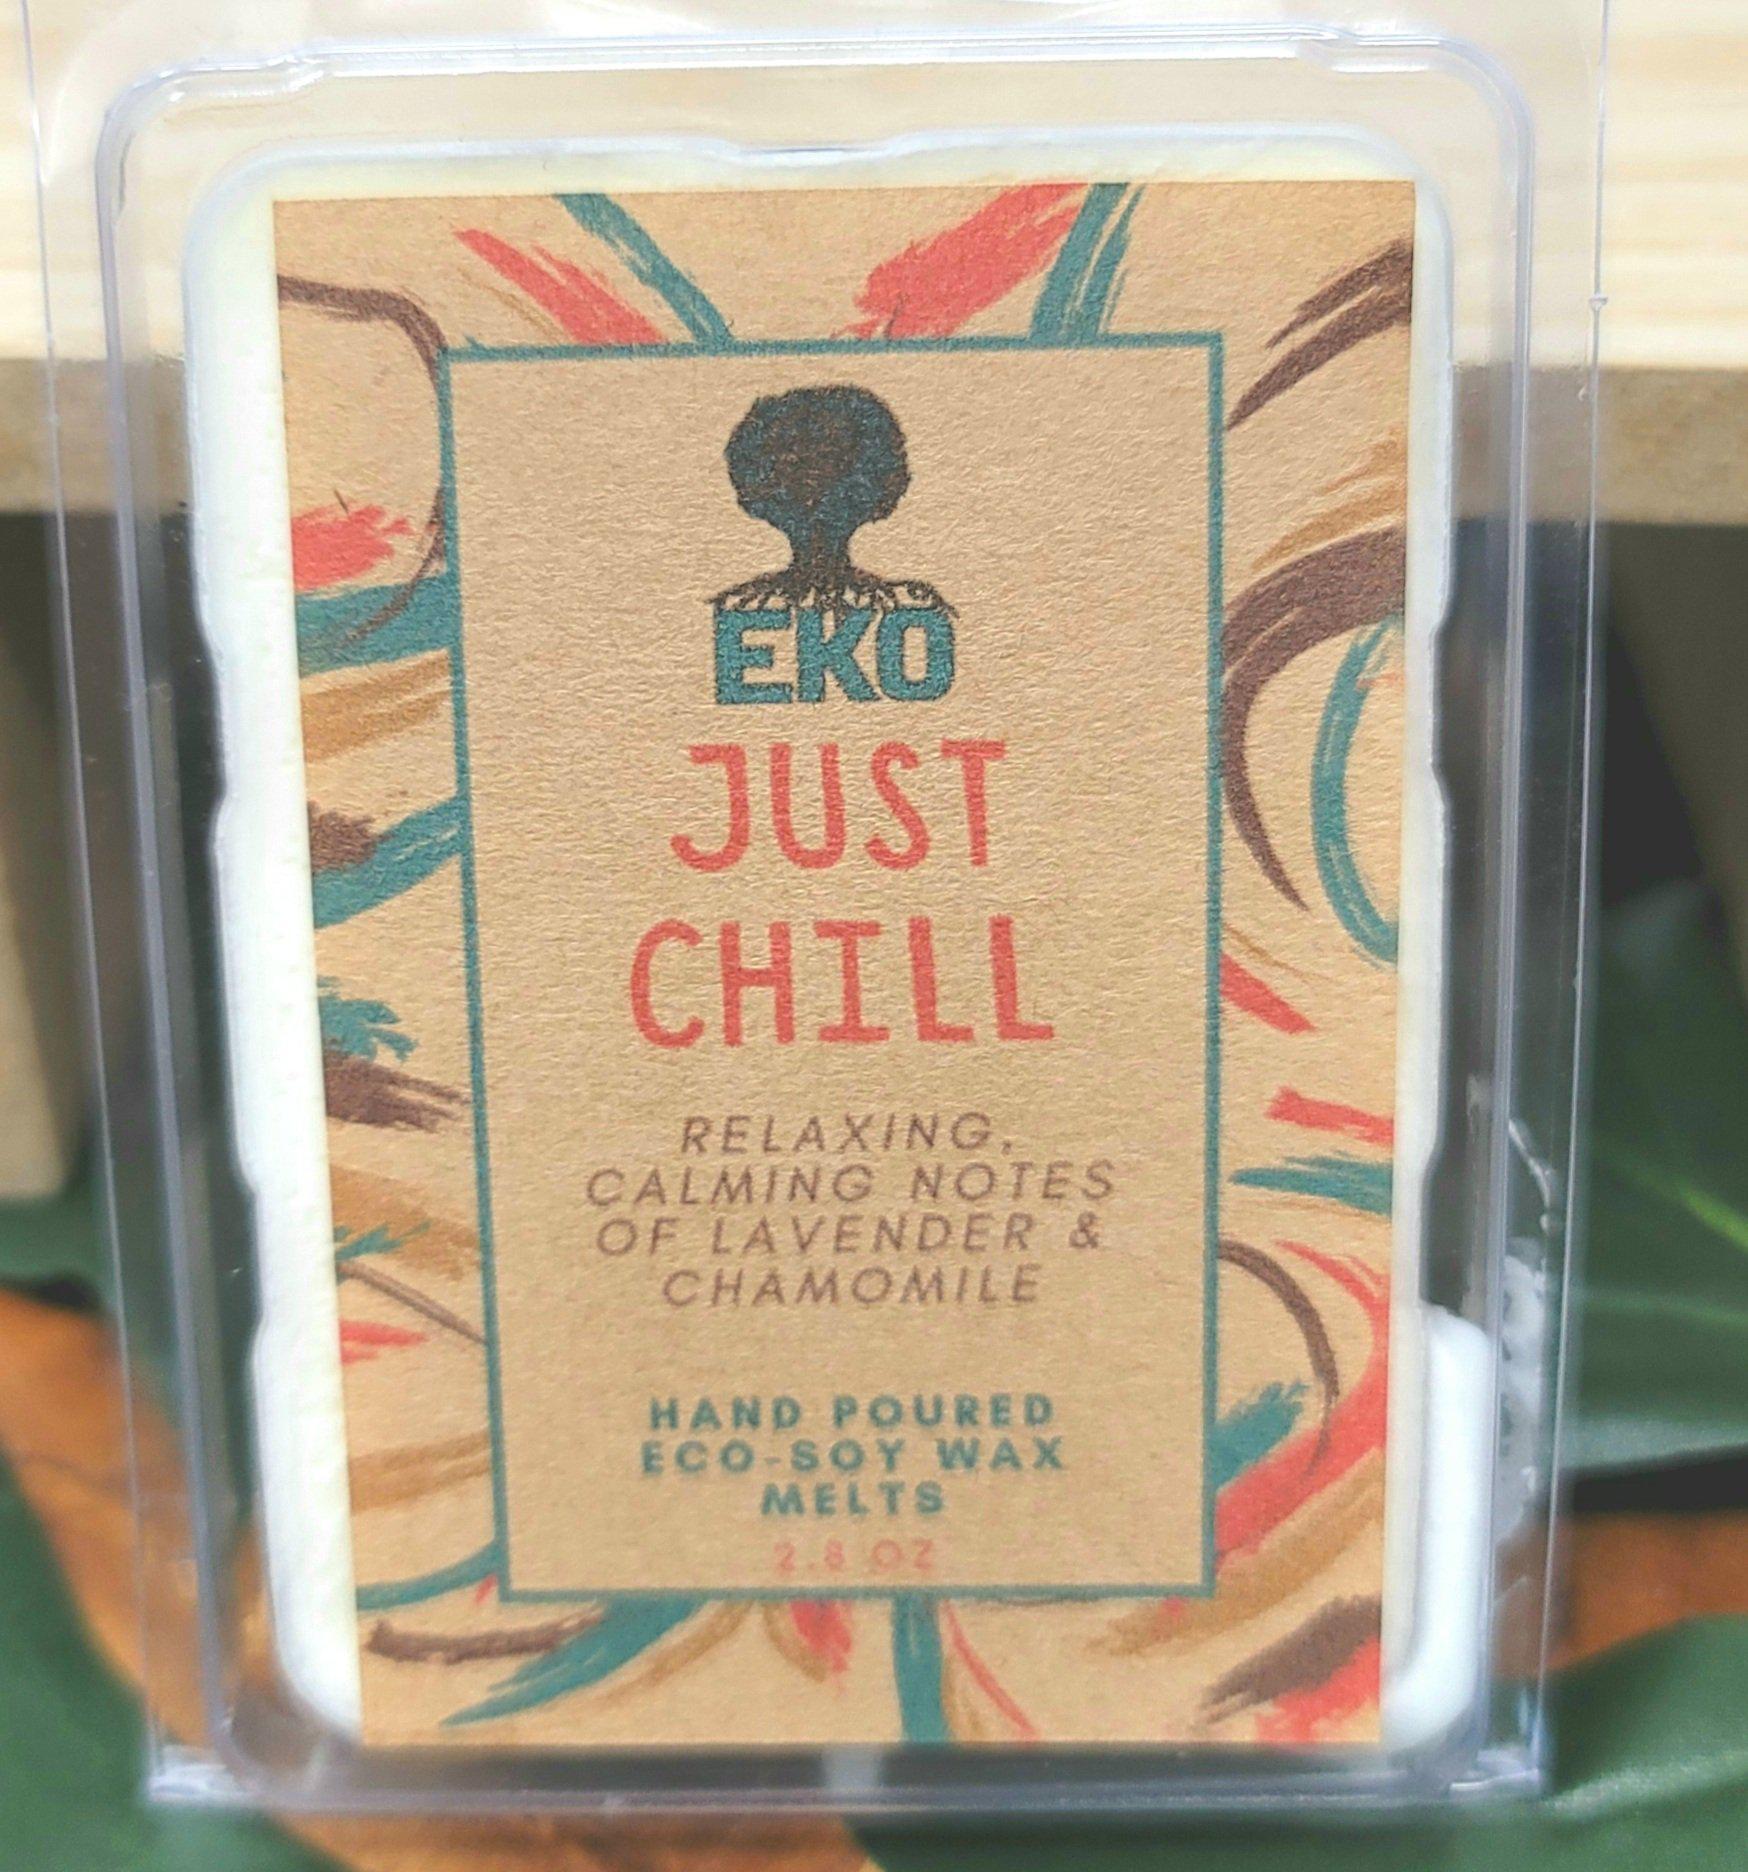 EKO
JUST
CHILL
RELAXING,
CALMING NOTES
OF LAVENDER &
CHAMOMILE
HAND POURED
ECO-SOY WAX
MELTS
2.8 OZ